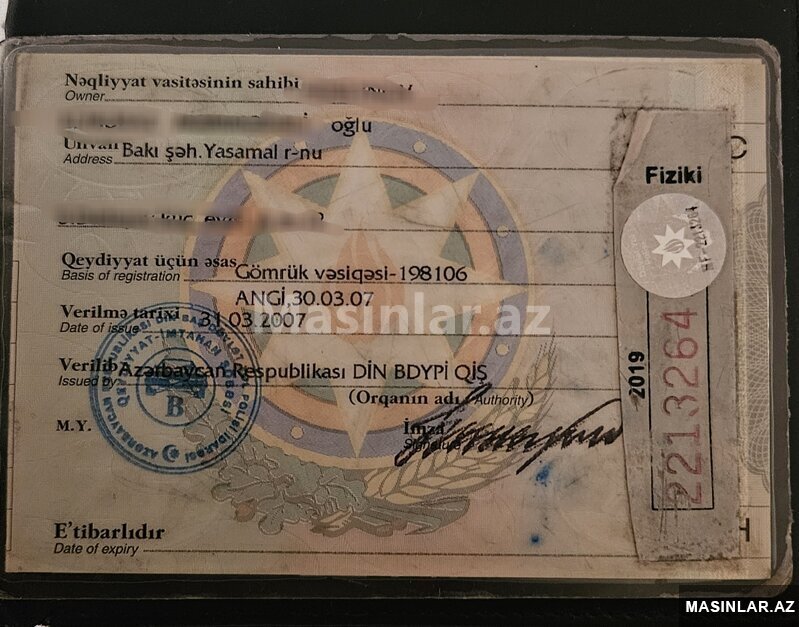 Nəqliyyat vasitəsinin sahibi
Owner
oğlu
Ünvan
Address Bakı şəh.Yasamal r-nu
Qeydiyyat üçün əsas
Basis of registration Gömrük vəsiqəsi-198106
ANGİ,30.03.07
Verilmə tarixi
Date of issue 31 03.2007
Masinlar.az
Verilib
Issued by Azərbaycan Respublikası DİN BDYPİ QİŞ
(Orqanın adı / Authority)
M.Y.
İmza
Signature
B
E'tibarlıdır
Date of expiry
Fiziki
2019
2213264
C
H
MASINLAR.AZ